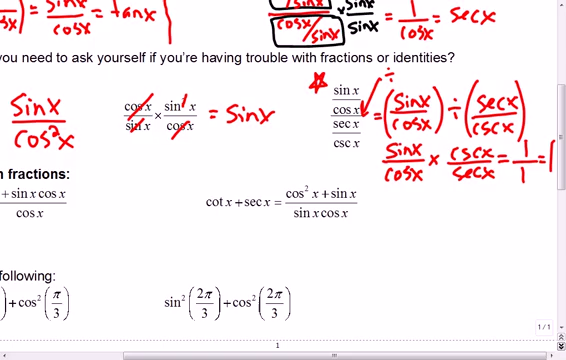 sinx/cosx = tanx
cosx/sinx sinx/sinx = 1/cosx = secx
you need to ask yourself if you're having trouble with fractions or identities?
sinx/cos²x
cos x/sin¹ x × sin¹ x/cos x = sinx
sin x/cos x / sec x/csc x ÷ = (sinx/cosx) ÷ (secx/cscx)
sinx/cosx × cscx/secx = 1/1 = 1
n fractions:
+ sin x cos x / cos x
cot x + sec x = cos² x + sin x / sin x cos x
following:
) + cos² (π/3)
sin² (2π/3) + cos² (2π/3)
1 / 1
1